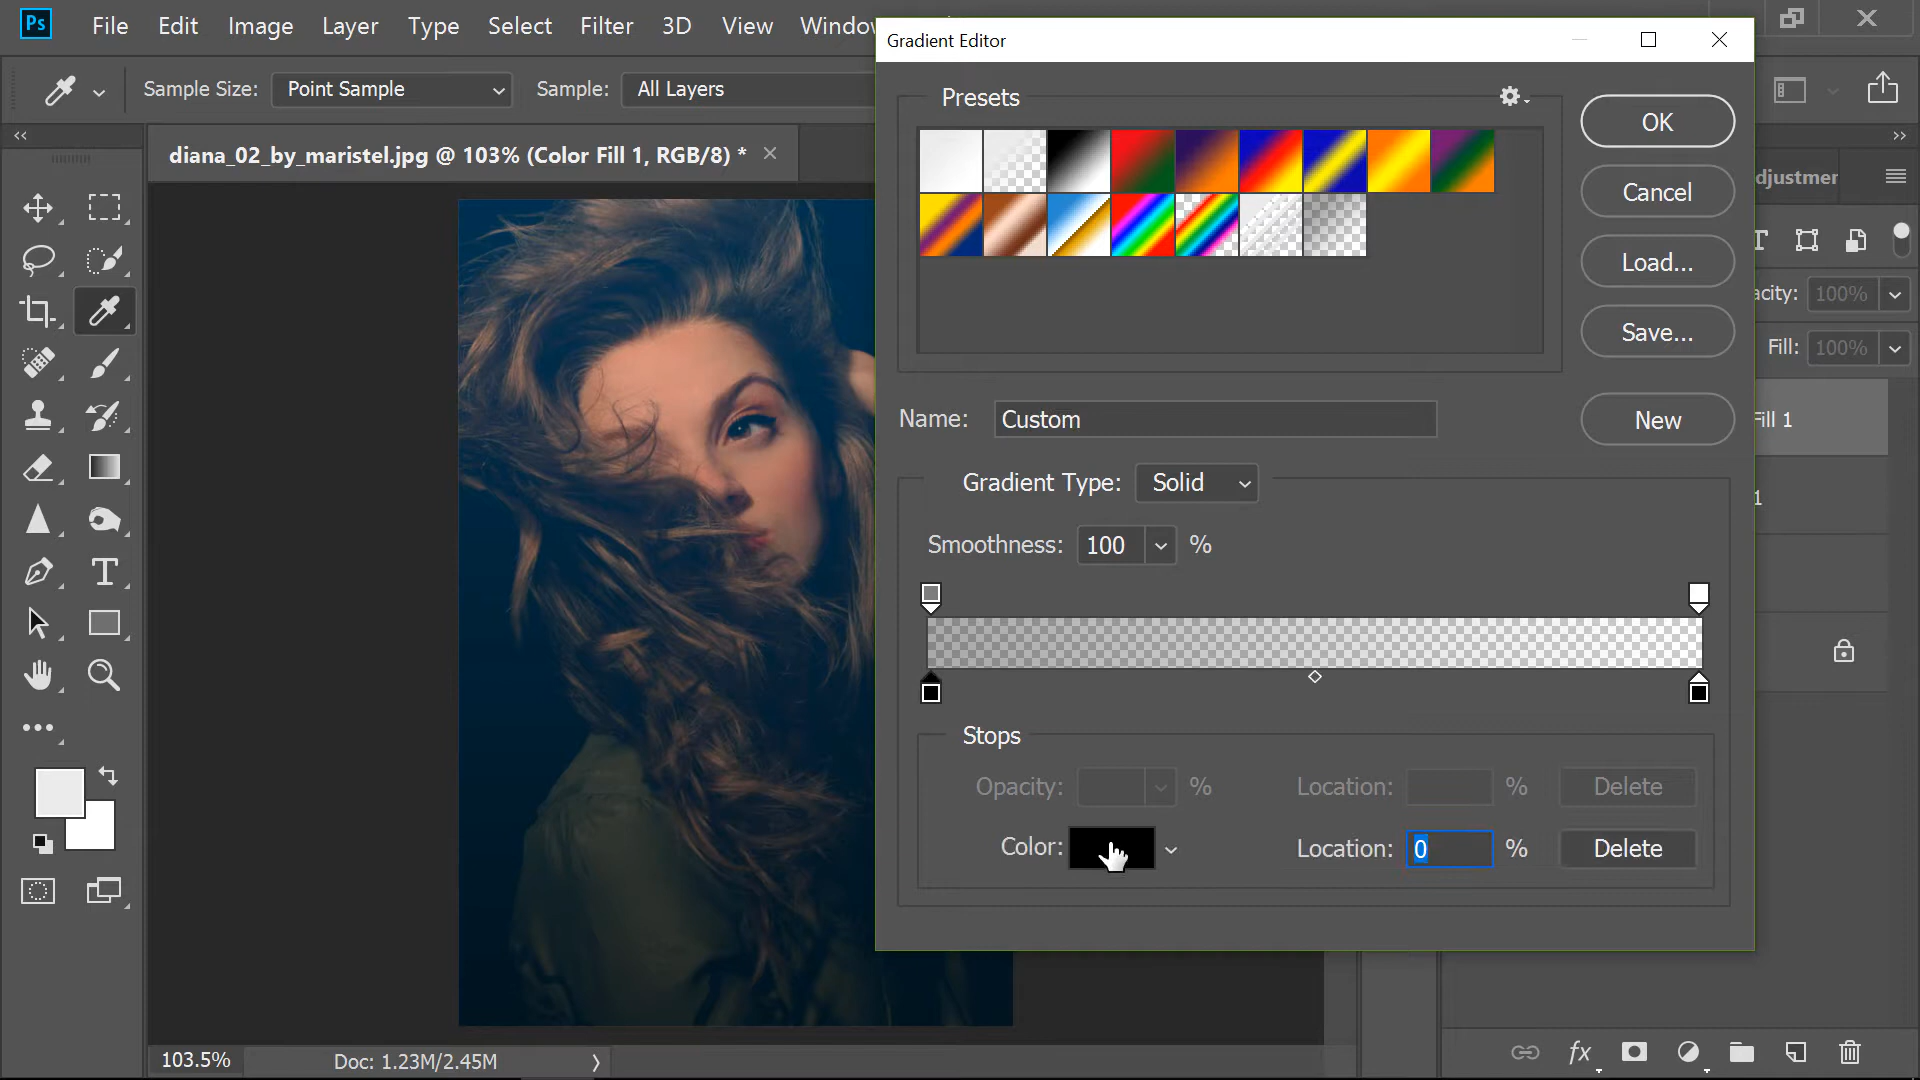 Ps File Edit Image Layer Type Select Filter 3D View Window
Gradient Editor
Sample Size: Point Sample Sample: All Layers
diana_02_by_maristel.jpg @ 103% (Color Fill 1, RGB/8) *
Presets
OK
Cancel
Load...
Save...
Name: Custom
New
Gradient Type: Solid
Smoothness: 100 %
Stops
Opacity: % Location: % Delete
Color: Location: 0 % Delete
djustmer
T
acity: 100%
Fill: 100%
Fill 1
1
T
103.5% Doc: 1.23M/2.45M
fx